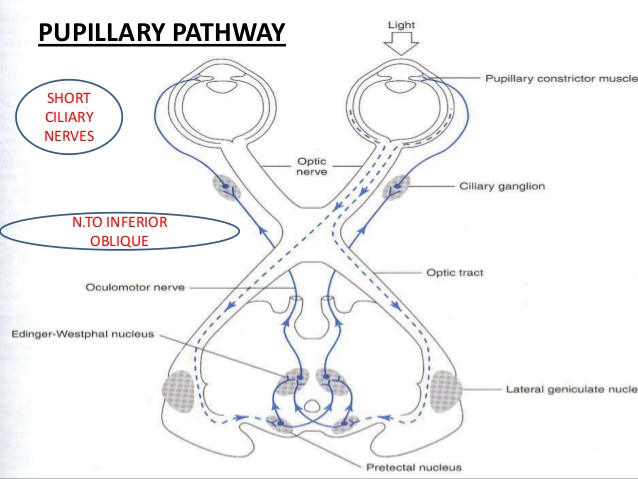 PUPILLARY PATHWAY
Light
Pupillary constrictor muscle
SHORT
CILIARY
NERVES
Optic
nerve
Ciliary ganglion
N.TO INFERIOR
OBLIQUE
Optic tract
Oculomotor nerve
Edinger-Westphal nucleus
Lateral geniculate nucle
Pretectal nucleus